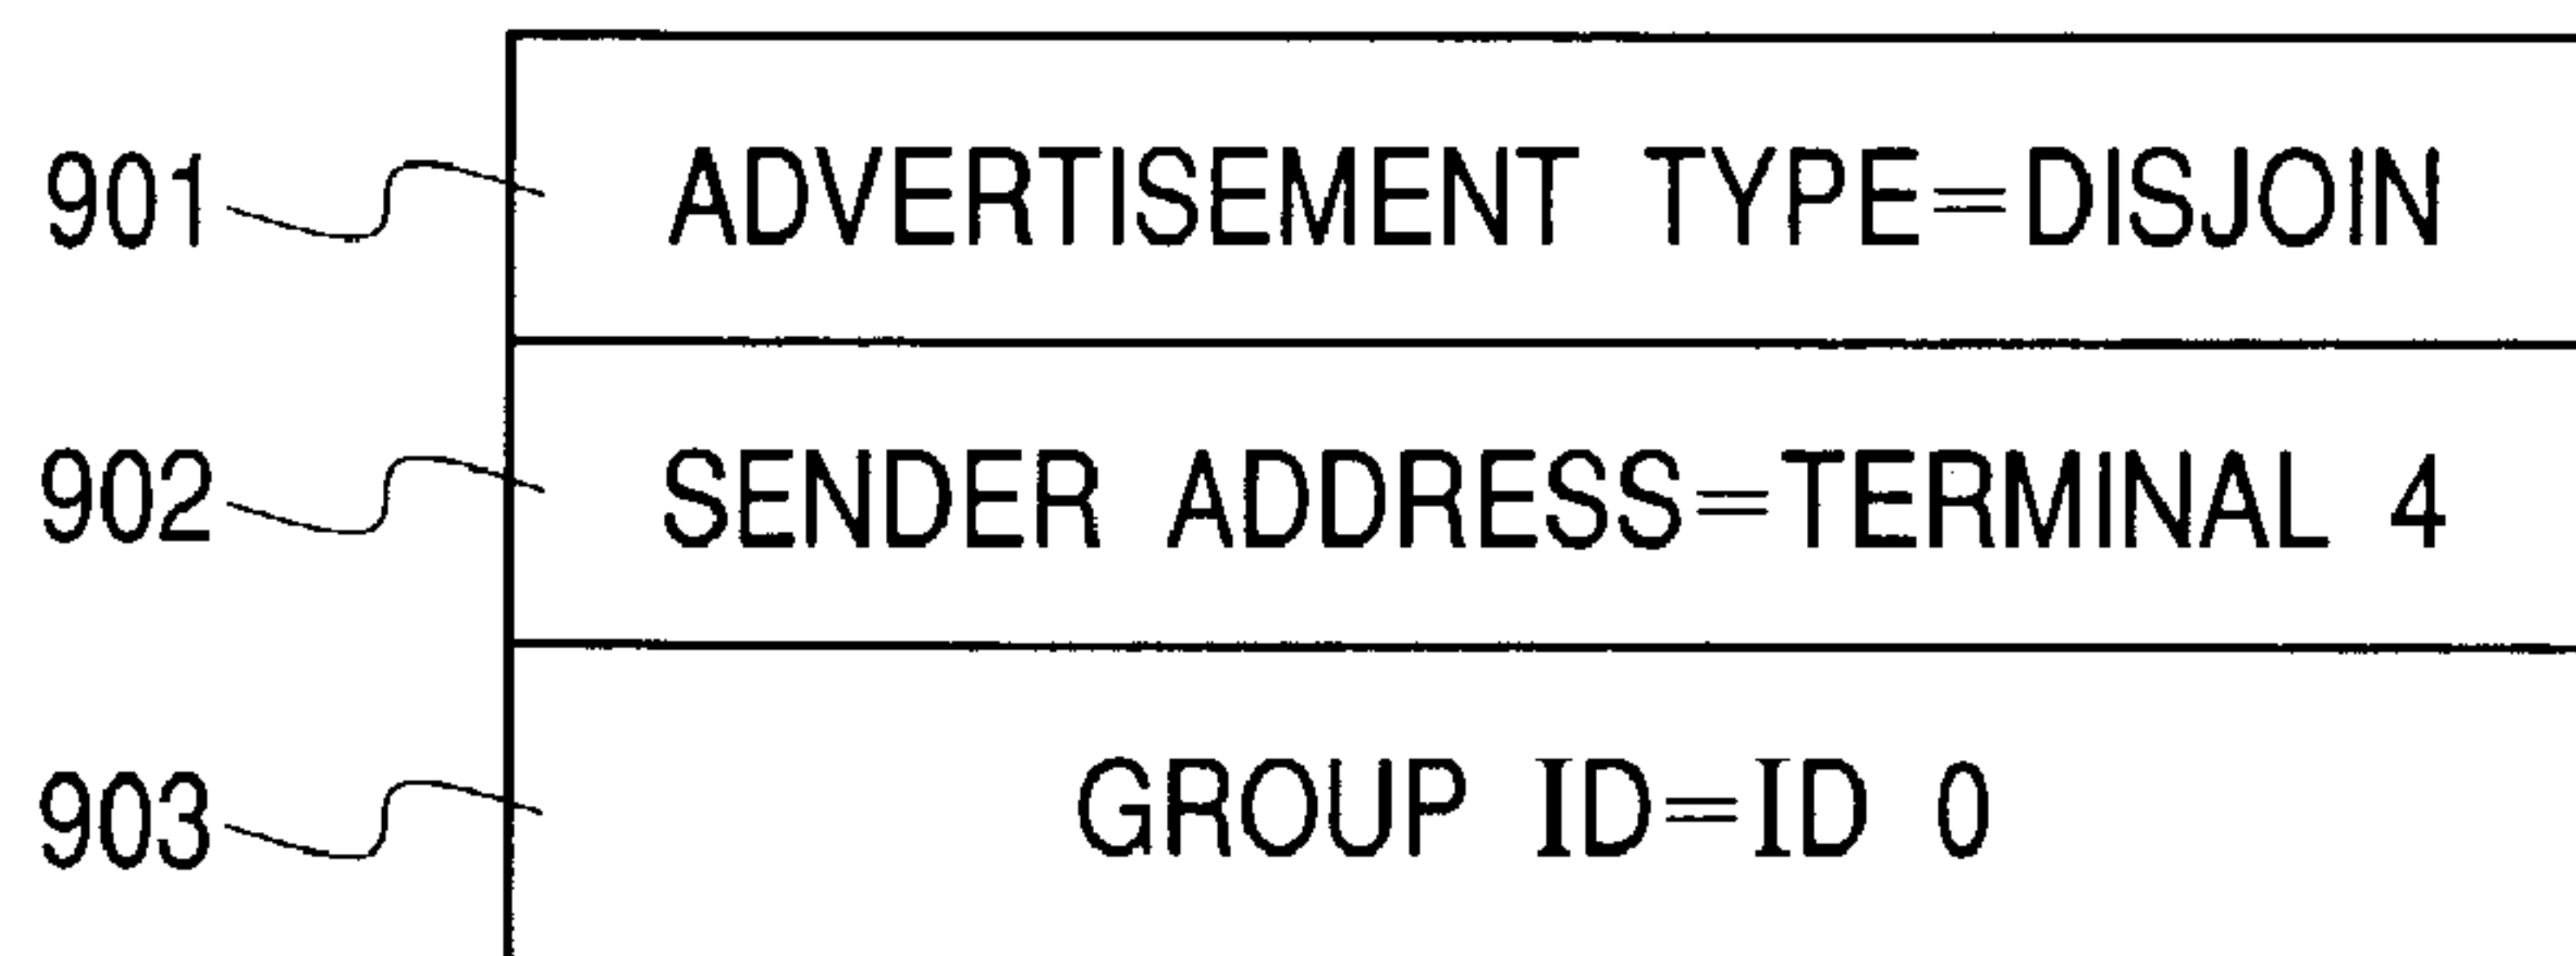 901 ADVERTISEMENT TYPE=DISJOIN
902 SENDER ADDRESS=TERMINAL 4
903 GROUP ID=ID 0